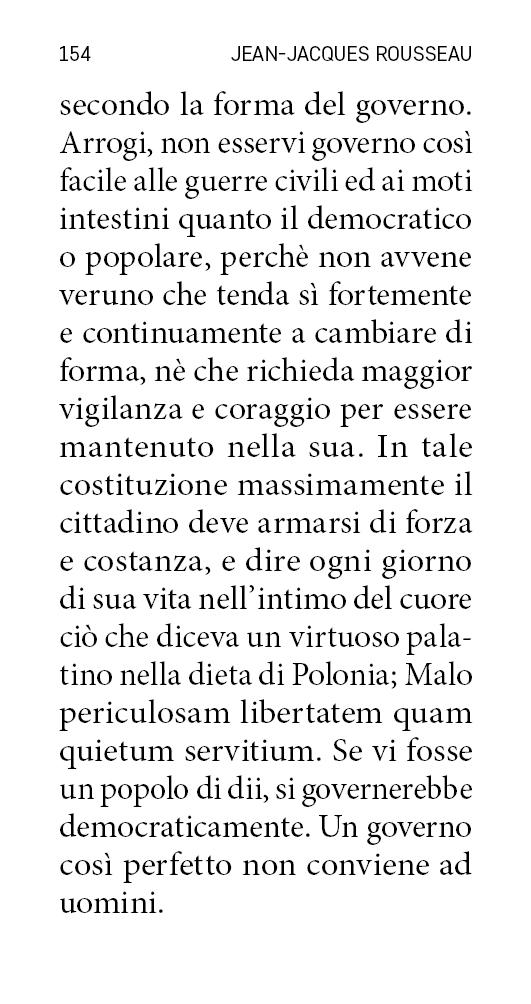 154 JEAN-JACQUES ROUSSEAU
secondo la forma del governo.
Arrogi, non esservi governo così
facile alle guerre civili ed ai moti
intestini quanto il democratico
o popolare, perchè non avvene
veruno che tenda sì fortemente
e continuamente a cambiare di
forma, nè che richieda maggior
vigilanza e coraggio per essere
mantenuto nella sua. In tale
costituzione massimamente il
cittadino deve armarsi di forza
e costanza, e dire ogni giorno
di sua vita nell’intimo del cuore
ciò che diceva un virtuoso pala-
tino nella dieta di Polonia; Malo
periculosam libertatem quam
quietum servitium. Se vi fosse
un popolo di dii, si governerebbe
democraticamente. Un governo
così perfetto non conviene ad
uomini.